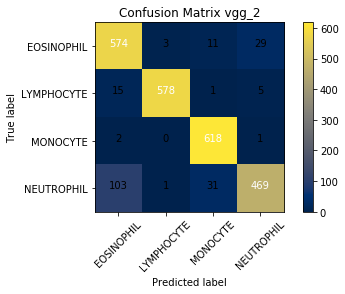 Confusion Matrix vgg_2
True label
EOSINOPHIL 574 3 11 29
LYMPHOCYTE 15 578 1 5
MONOCYTE 2 0 618 1
NEUTROPHIL 103 1 31 469
EOSINOPHIL LYMPHOCYTE MONOCYTE NEUTROPHIL
Predicted label
600
500
400
300
200
100
0